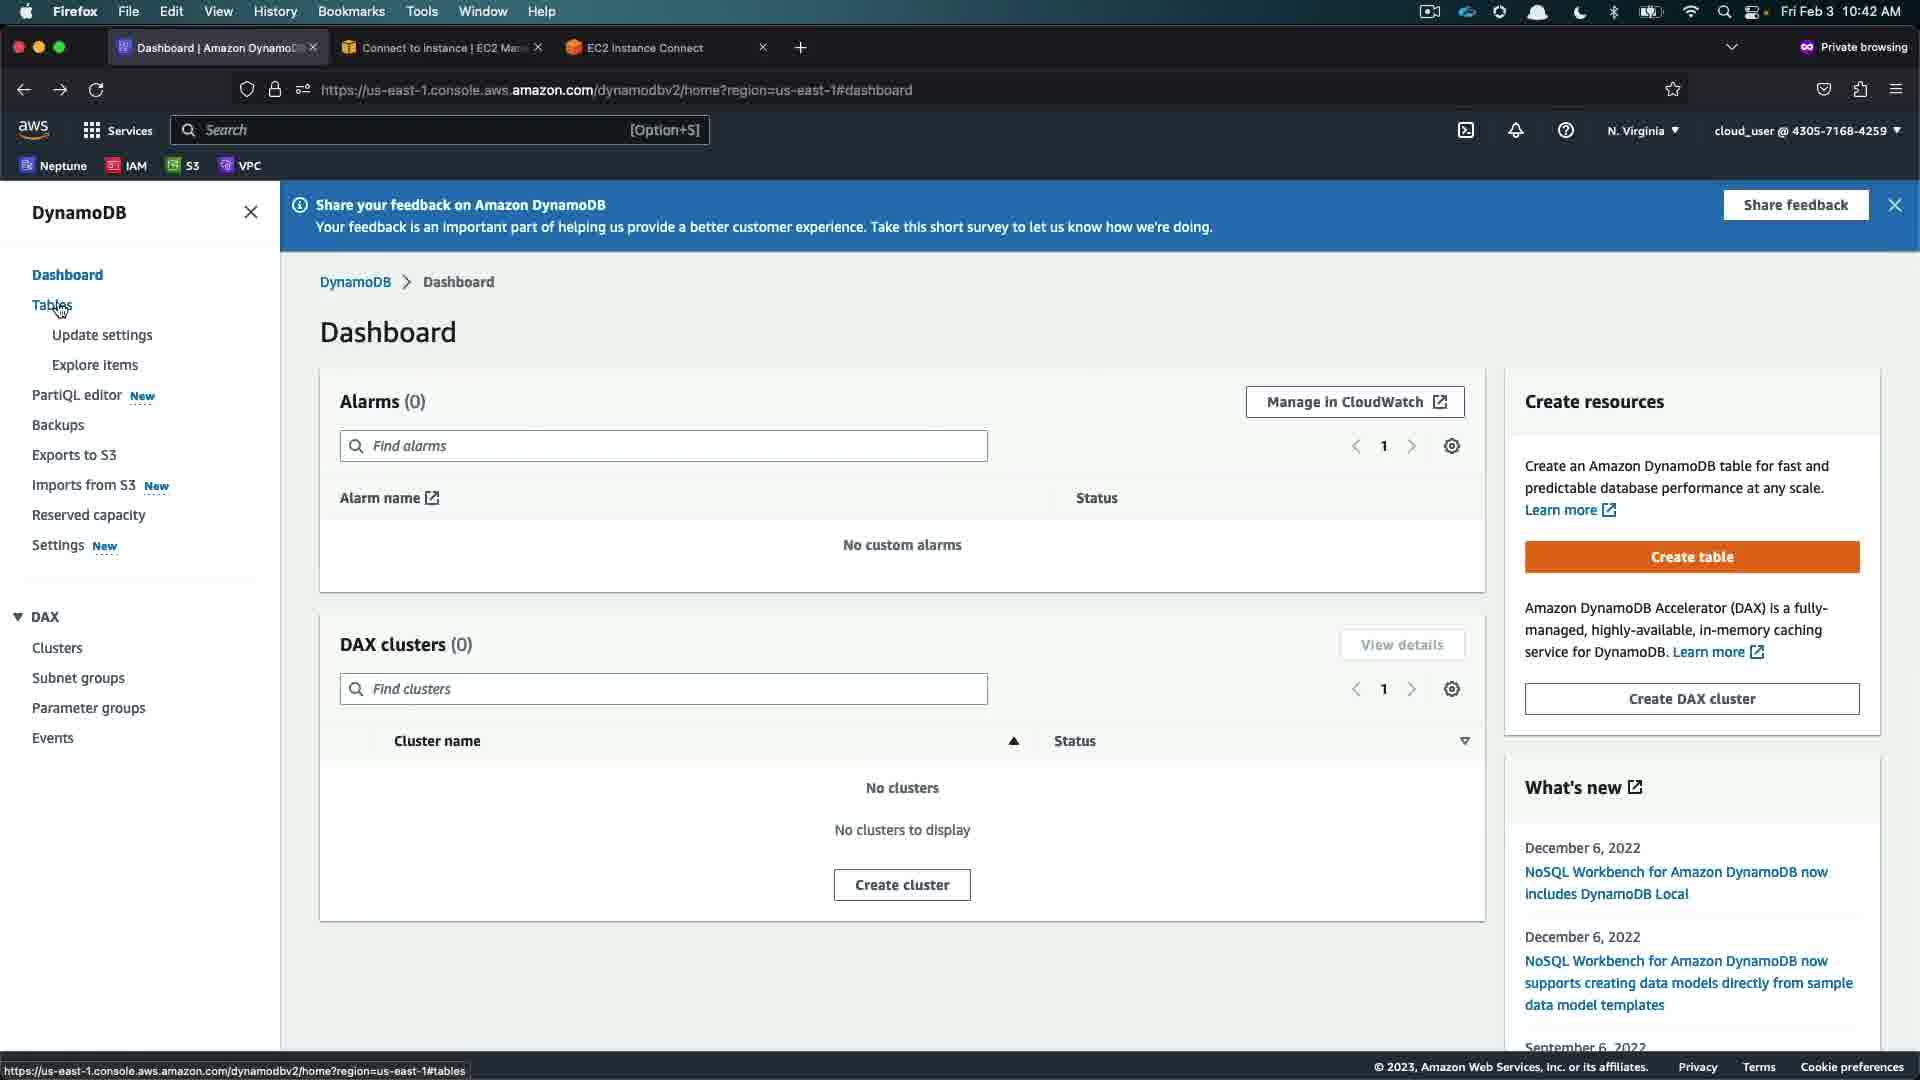 Firefox File Edit View History Bookmarks Tools Window Help Fri Feb 3 10:42 AM
Dashboard | Amazon DynamoD Connect to instance | EC2 Man EC2 Instance Connect Private browsing
https://us-east-1.console.aws.amazon.com/dynamodbv2/home?region=us-east-1#dashboard
aws Services Search [Option+S] N. Virginia cloud_user @ 4305-7168-4259
Neptune IAM S3 VPC
DynamoDB
Dashboard
Tables
Update settings
Explore items
PartiQL editor New
Backups
Exports to S3
Imports from S3 New
Reserved capacity
Settings New
DAX
Clusters
Subnet groups
Parameter groups
Events
Share your feedback on Amazon DynamoDB
Your feedback is an important part of helping us provide a better customer experience. Take this short survey to let us know how we're doing.
Share feedback
DynamoDB Dashboard
Dashboard
Alarms (0)
Manage in CloudWatch
Find alarms
1
Alarm name Status
No custom alarms
DAX clusters (0)
View details
Find clusters
1
Cluster name Status
No clusters
No clusters to display
Create cluster
Create resources
Create an Amazon DynamoDB table for fast and
predictable database performance at any scale.
Learn more
Create table
Amazon DynamoDB Accelerator (DAX) is a fully-
managed, highly-available, in-memory caching
service for DynamoDB. Learn more
Create DAX cluster
What's new
December 6, 2022
NoSQL Workbench for Amazon DynamoDB now
includes DynamoDB Local
December 6, 2022
NoSQL Workbench for Amazon DynamoDB now
supports creating data models directly from sample
data model templates
September 6, 2022
https://us-east-1.console.aws.amazon.com/dynamodbv2/home?region=us-east-1#tables
© 2023, Amazon Web Services, Inc. or its affiliates. Privacy Terms Cookie preferences